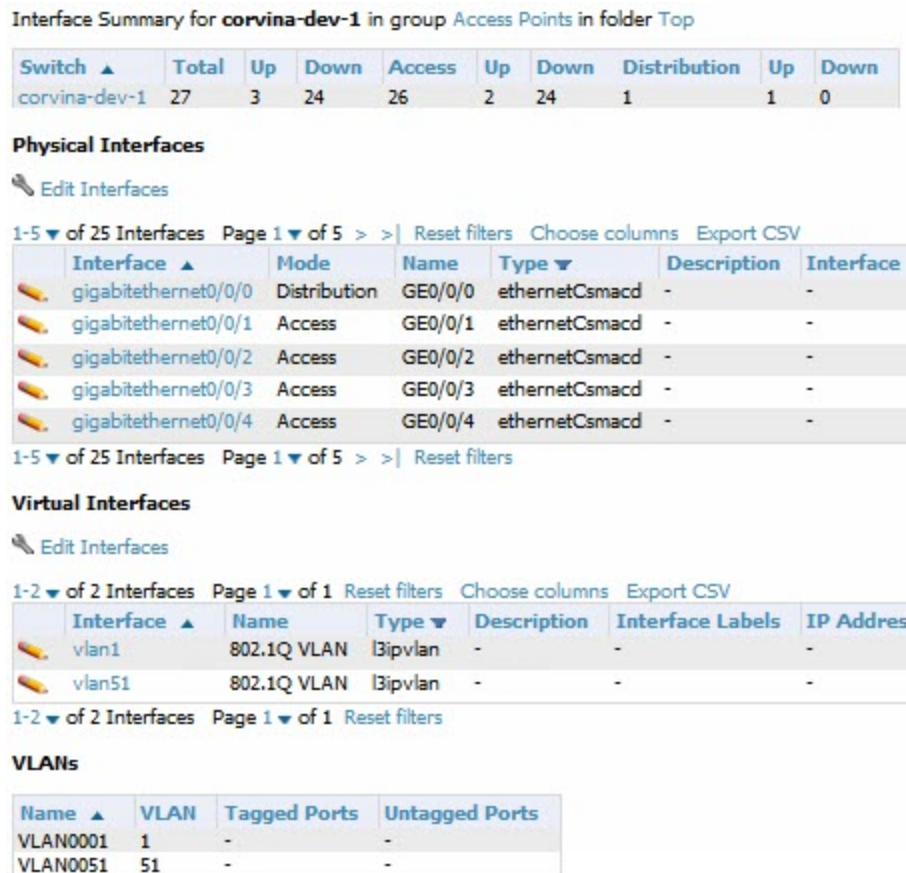 Interface Summary for corvina-dev-1 in group Access Points in folder Top
Switch ▲ Total Up Down Access Up Down Distribution Up Down
corvina-dev-1 27 3 24 26 2 24 1 1 0
Physical Interfaces
Edit Interfaces
1-5 ▼ of 25 Interfaces Page 1 ▼ of 5 > >| Reset filters Choose columns Export CSV
Interface ▲ Mode Name Type Description Interface
gigabitethernet0/0/0 Distribution GE0/0/0 ethernetCsmacd - -
gigabitethernet0/0/1 Access GE0/0/1 ethernetCsmacd - -
gigabitethernet0/0/2 Access GE0/0/2 ethernetCsmacd - -
gigabitethernet0/0/3 Access GE0/0/3 ethernetCsmacd - -
gigabitethernet0/0/4 Access GE0/0/4 ethernetCsmacd - -
1-5 ▼ of 25 Interfaces Page 1 ▼ of 5 > >| Reset filters
Virtual Interfaces
Edit Interfaces
1-2 ▼ of 2 Interfaces Page 1 ▼ of 1 Reset filters Choose columns Export CSV
Interface ▲ Name Type Description Interface Labels IP Addres
vlan1 802.1Q VLAN l3ipvlan - - -
vlan51 802.1Q VLAN l3ipvlan - - -
1-2 ▼ of 2 Interfaces Page 1 ▼ of 1 Reset filters
VLANs
Name ▲ VLAN Tagged Ports Untagged Ports
VLAN0001 1 - -
VLAN0051 51 - -